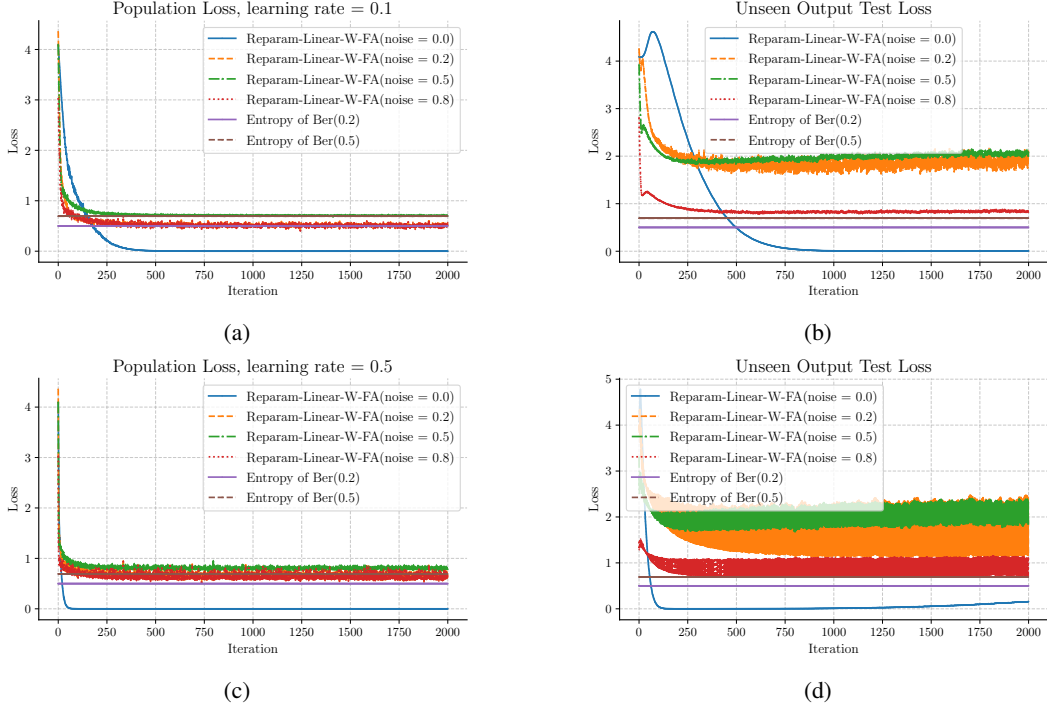 Population Loss, learning rate = 0.1
Loss
4
3
2
1
0
Reparam-Linear-W-FA(noise = 0.0)
Reparam-Linear-W-FA(noise = 0.2)
Reparam-Linear-W-FA(noise = 0.5)
Reparam-Linear-W-FA(noise = 0.8)
Entropy of Ber(0.2)
Entropy of Ber(0.5)
0 250 500 750 1000 1250 1500 1750 2000
Iteration
(a)
Unseen Output Test Loss
Loss
4
3
2
1
0
Reparam-Linear-W-FA(noise = 0.0)
Reparam-Linear-W-FA(noise = 0.2)
Reparam-Linear-W-FA(noise = 0.5)
Reparam-Linear-W-FA(noise = 0.8)
Entropy of Ber(0.2)
Entropy of Ber(0.5)
0 250 500 750 1000 1250 1500 1750 2000
Iteration
(b)
Population Loss, learning rate = 0.5
Loss
4
3
2
1
0
Reparam-Linear-W-FA(noise = 0.0)
Reparam-Linear-W-FA(noise = 0.2)
Reparam-Linear-W-FA(noise = 0.5)
Reparam-Linear-W-FA(noise = 0.8)
Entropy of Ber(0.2)
Entropy of Ber(0.5)
0 250 500 750 1000 1250 1500 1750 2000
Iteration
(c)
Unseen Output Test Loss
Loss
5
4
3
2
1
0
Reparam-Linear-W-FA(noise = 0.0)
Reparam-Linear-W-FA(noise = 0.2)
Reparam-Linear-W-FA(noise = 0.5)
Reparam-Linear-W-FA(noise = 0.8)
Entropy of Ber(0.2)
Entropy of Ber(0.5)
0 250 500 750 1000 1250 1500 1750 2000
Iteration
(d)